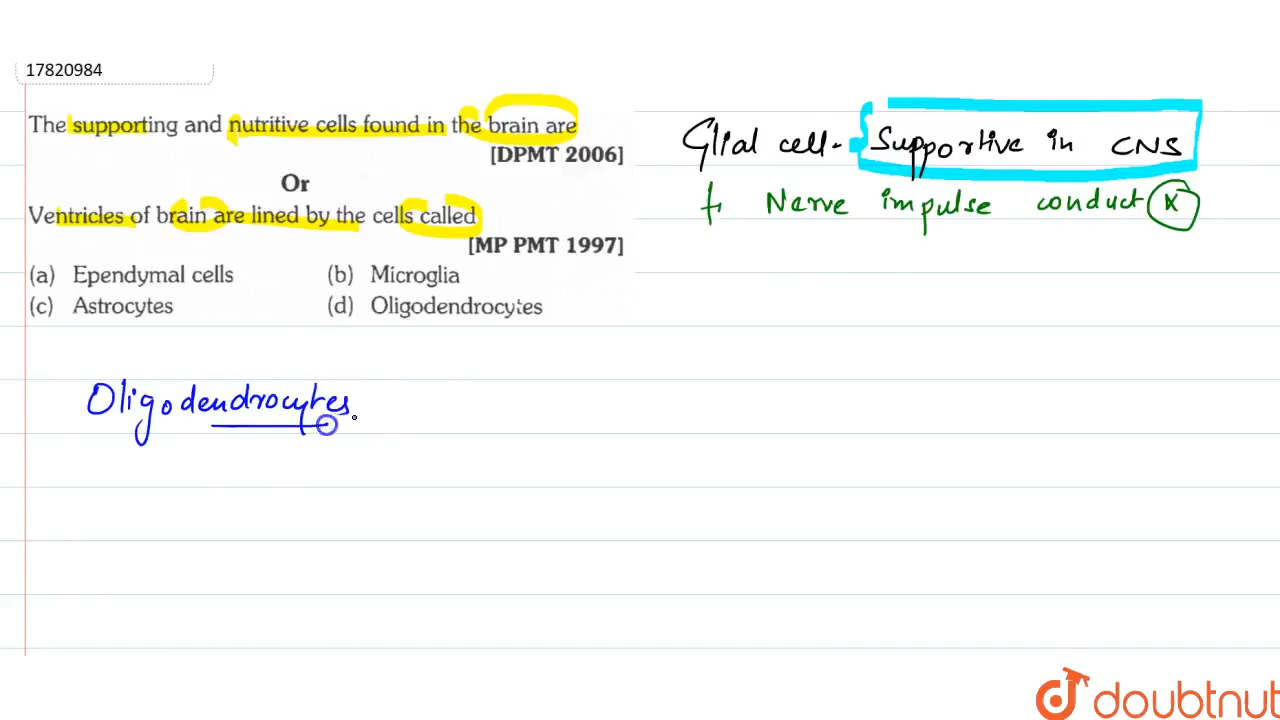 17820984
The supporting and nutritive cells found in the brain are
[DPMT 2006]
Or
Ventricles of brain are lined by the cells called
[MP PMT 1997]
(a) Ependymal cells (b) Microglia
(c) Astrocytes (d) Oligodendrocytes
Glial cell- Supportive in CNS
Nerve impulse conduct x
Oligodendrocytes.
doubtnut